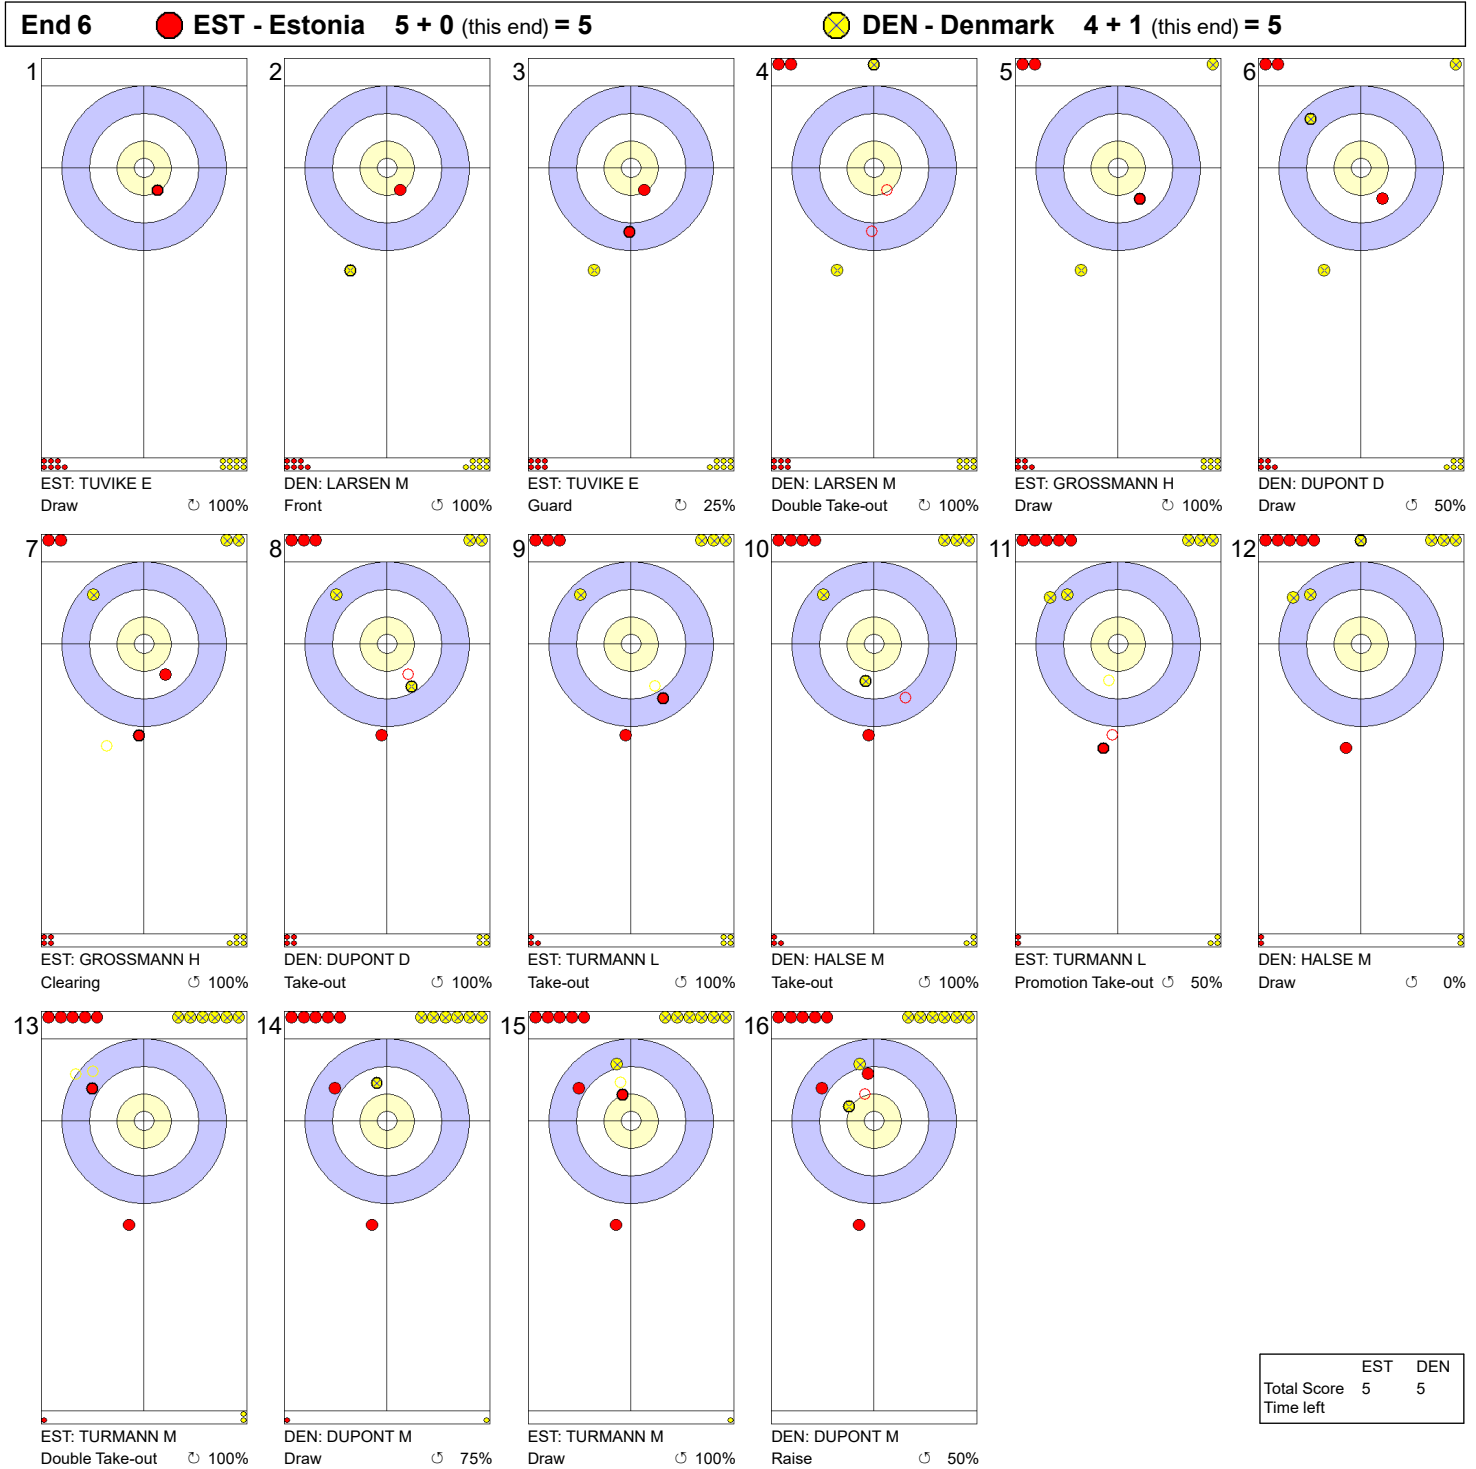 End 6 EST - Estonia 5 + 0 (this end) = 5 DEN - Denmark 4 + 1 (this end) = 5
1 2 3 4 5 6
EST: TUVIKE E DEN: LARSEN M EST: TUVIKE E DEN: LARSEN M EST: GROSSMANN H DEN: DUPONT D
Draw ↻ 100% Front ↻ 100% Guard ↺ 25% Double Take-out ↻ 100% Draw ↻ 100% Draw ↺ 50%
7 8 9 10 11 12
EST: GROSSMANN H DEN: DUPONT D EST: TURMANN L DEN: HALSE M EST: TURMANN L DEN: HALSE M
Clearing ↺ 100% Take-out ↺ 100% Take-out ↺ 100% Take-out ↺ 100% Promotion Take-out ↺ 50% Draw ↺ 0%
13 14 15 16
EST: TURMANN M DEN: DUPONT M EST: TURMANN M DEN: DUPONT M
Double Take-out ↻ 100% Draw ↺ 75% Draw ↺ 100% Raise ↺ 50%
EST DEN
Total Score 5 5
Time left